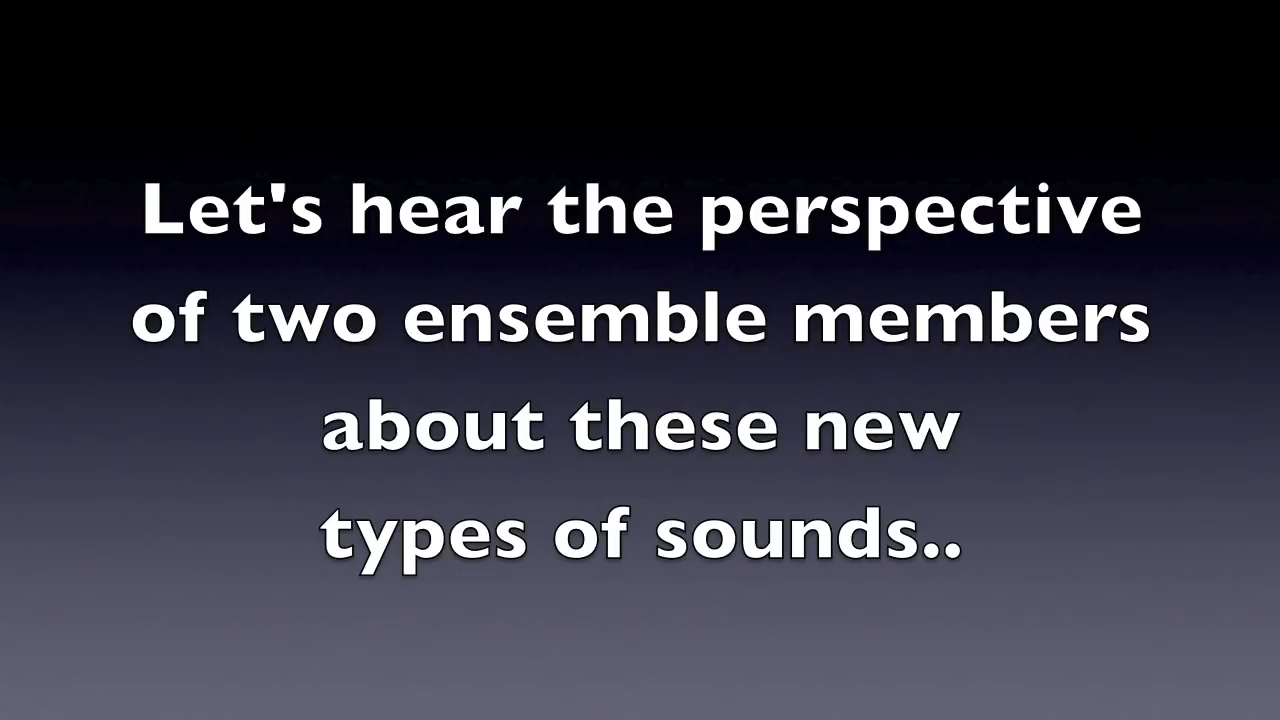 Let's hear the perspective
of two ensemble members
about these new
types of sounds..